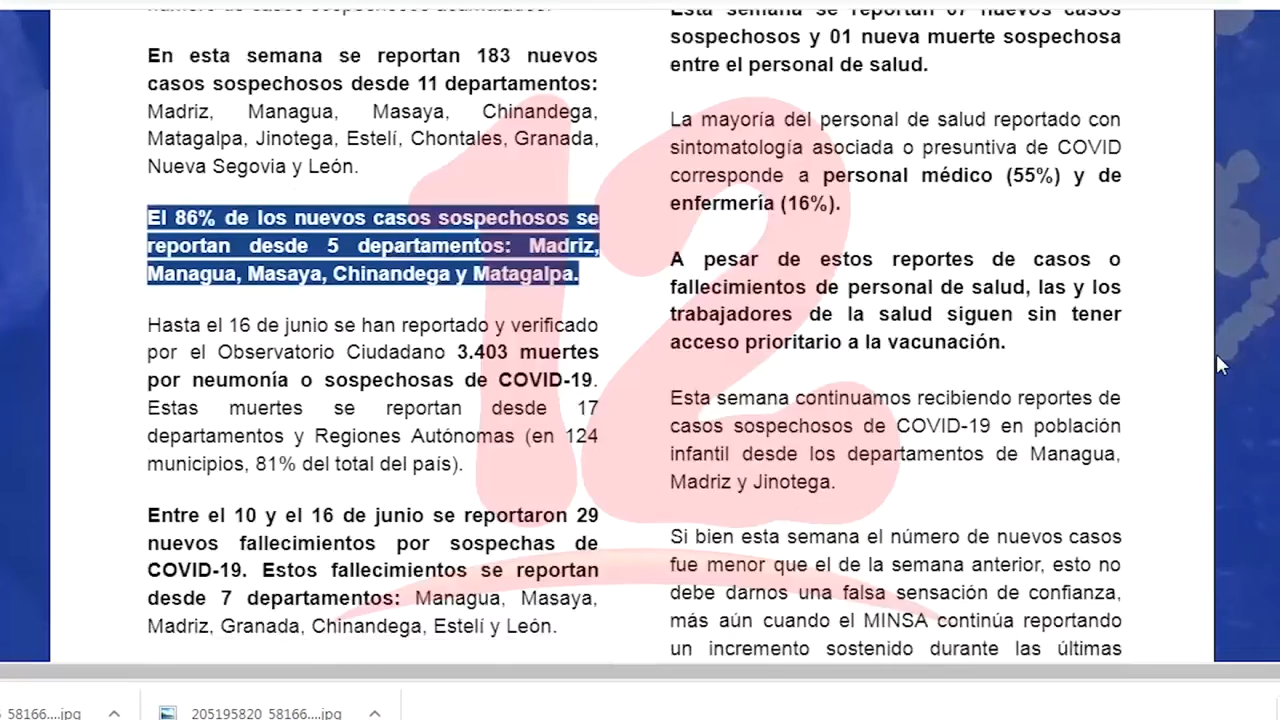 En esta semana se reportan 183 nuevos
casos sospechosos desde 11 departamentos:
Madriz, Managua, Masaya, Chinandega,
Matagalpa, Jinotega, Estelí, Chontales, Granada,
Nueva Segovia y León.
El 86% de los nuevos casos sospechosos se
reportan desde 5 departamentos: Madriz,
Managua, Masaya, Chinandega y Matagalpa.
Hasta el 16 de junio se han reportado y verificado
por el Observatorio Ciudadano 3.403 muertes
por neumonía o sospechosas de COVID-19.
Estas muertes se reportan desde 17
departamentos y Regiones Autónomas (en 124
municipios, 81% del total del país).
Entre el 10 y el 16 de junio se reportaron 29
nuevos fallecimientos por sospechas de
COVID-19. Estos fallecimientos se reportan
desde 7 departamentos: Managua, Masaya,
Madriz, Granada, Chinandega, Estelí y León.
Esta semana se reportan 07 nuevos casos
sospechosos y 01 nueva muerte sospechosa
entre el personal de salud.
La mayoría del personal de salud reportado con
sintomatología asociada o presuntiva de COVID
corresponde a personal médico (55%) y de
enfermería (16%).
A pesar de estos reportes de casos o
fallecimientos de personal de salud, las y los
trabajadores de la salud siguen sin tener
acceso prioritario a la vacunación.
Esta semana continuamos recibiendo reportes de
casos sospechosos de COVID-19 en población
infantil desde los departamentos de Managua,
Madriz y Jinotega.
Si bien esta semana el número de nuevos casos
fue menor que el de la semana anterior, esto no
debe darnos una falsa sensación de confianza,
más aún cuando el MINSA continúa reportando
un incremento sostenido durante las últimas
12
58166....jpg
205195820_58166....jpg